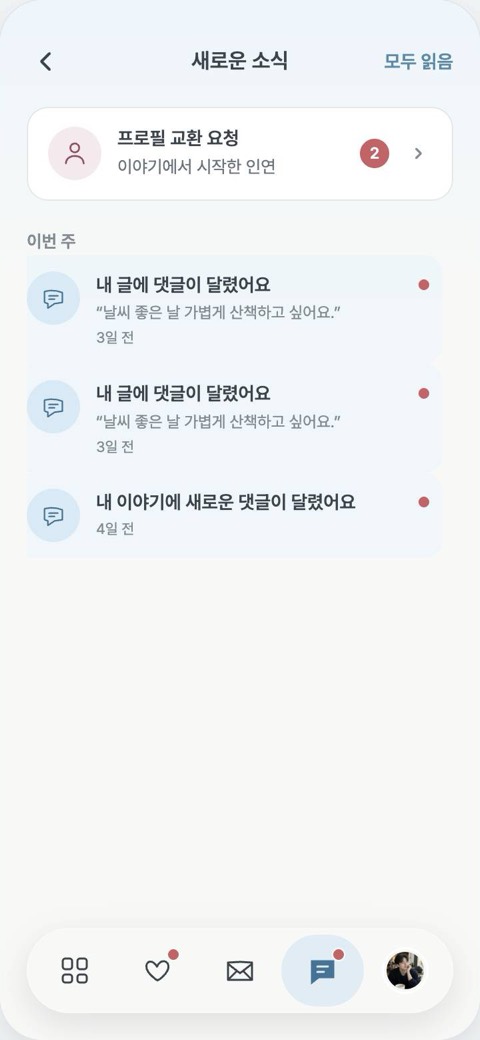 새로운 소식
모두 읽음
프로필 교환 요청
이야기에서 시작한 인연
2
이번 주
내 글에 댓글이 달렸어요
“날씨 좋은 날 가볍게 산책하고 싶어요.”
3일 전
내 글에 댓글이 달렸어요
“날씨 좋은 날 가볍게 산책하고 싶어요.”
3일 전
내 이야기에 새로운 댓글이 달렸어요
4일 전